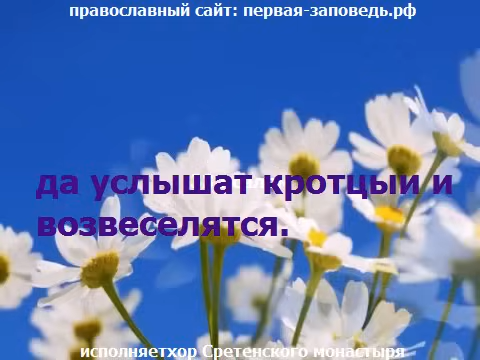 православный сайт: первая-заповедь.рф
да услышат кротцыи и
возвеселятся.
исполняетхор Сретенского монастыря